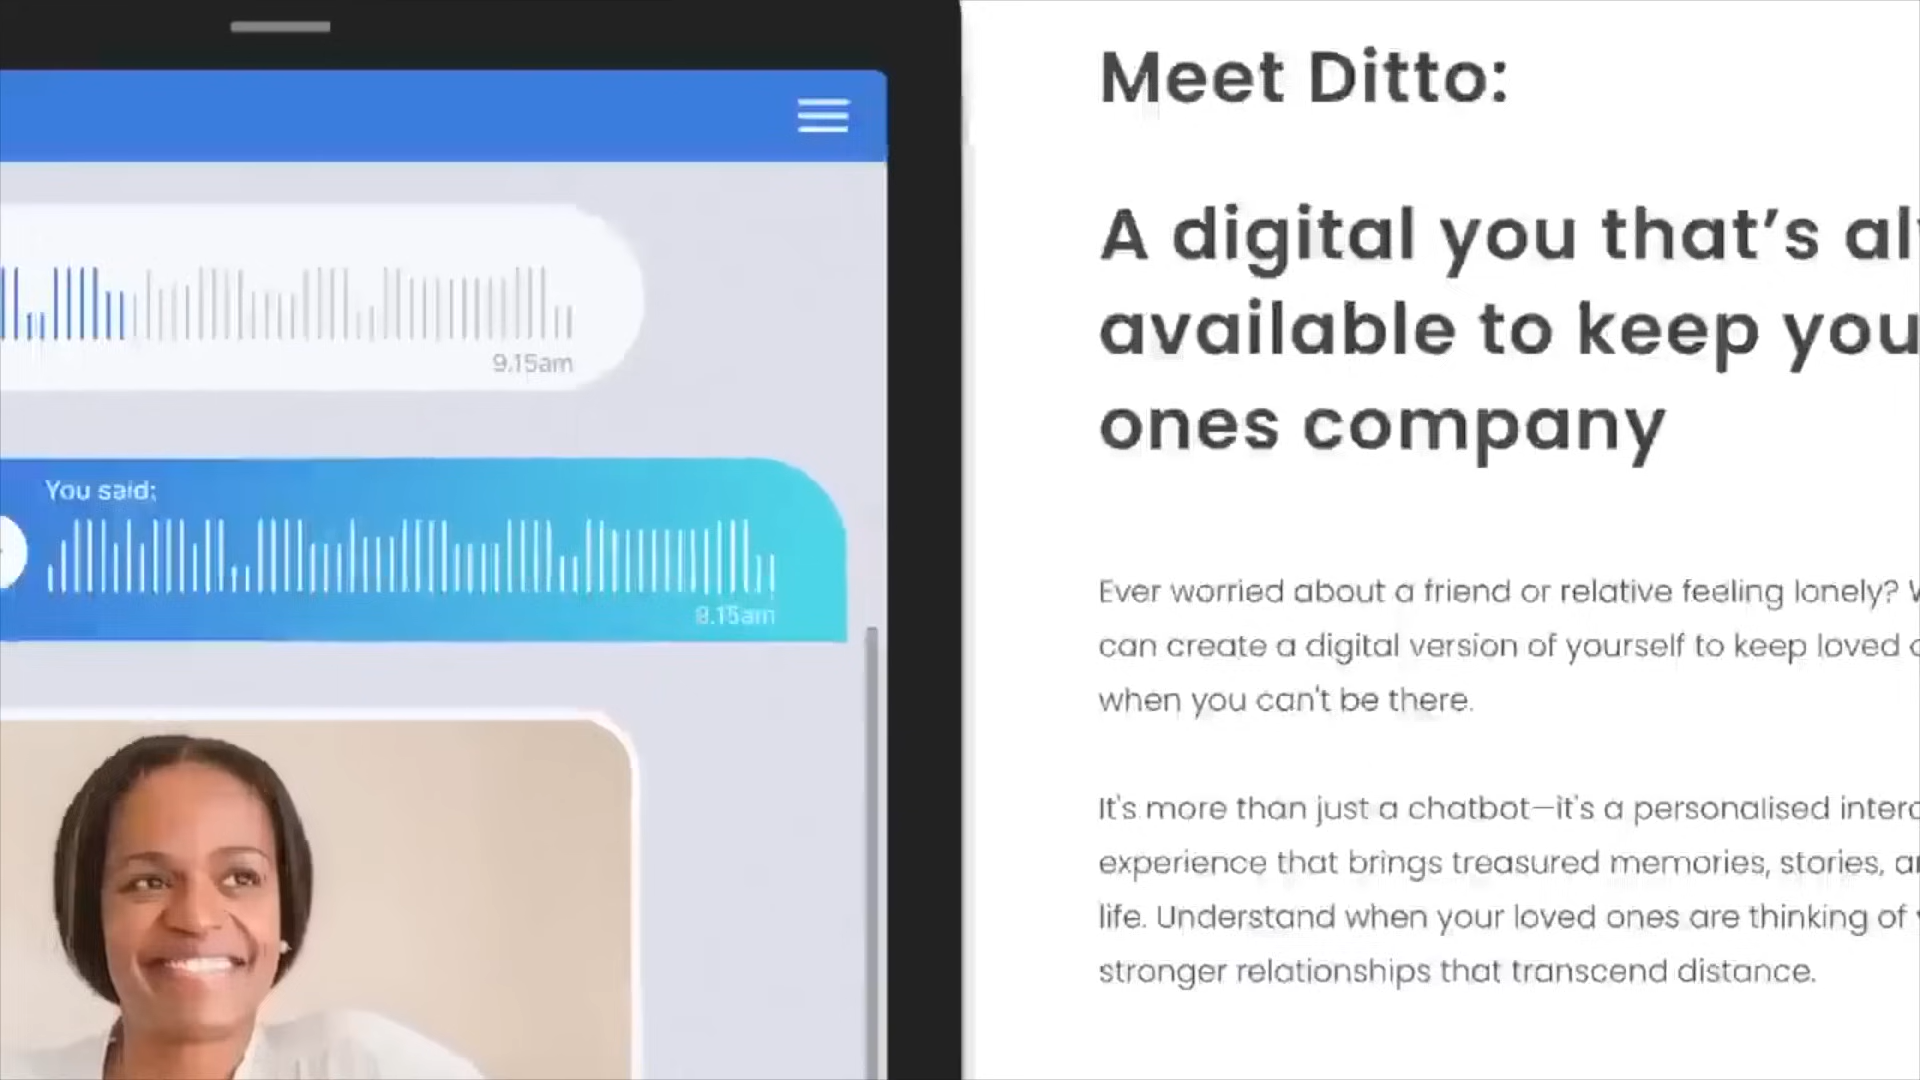 9.15am
You said:
9.15am
Meet Ditto:
A digital you that's
available to keep you
ones company
Ever worried about a friend or relative feeling lonely?
can create a digital version of yourself to keep loved
when you can't be there.
It's more than just a chatbot—it's a personalised
experience that brings treasured memories, stories,
life. Understand when your loved ones are thinking of
stronger relationships that transcend distance.